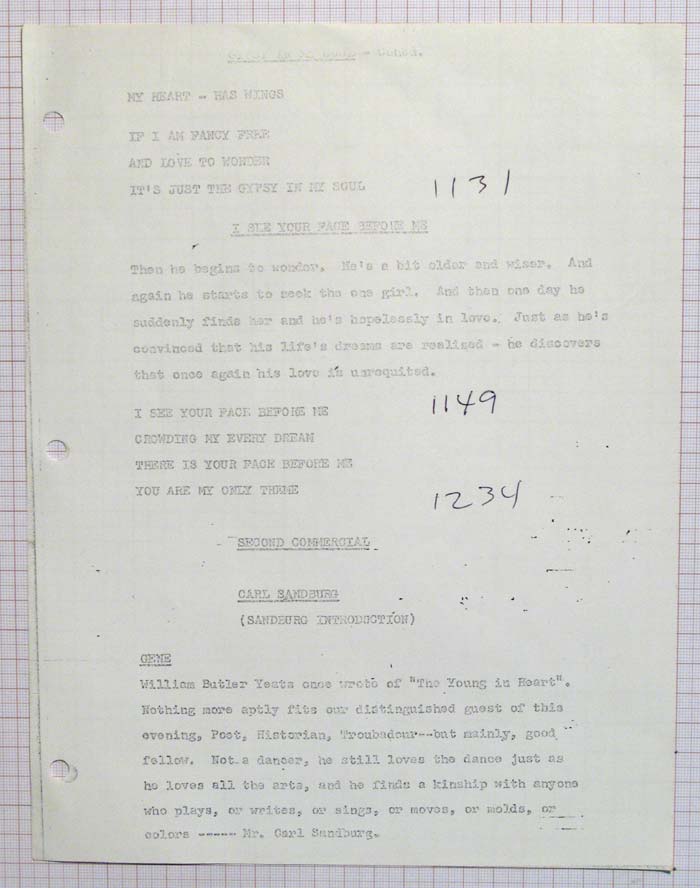 GYPSY IN MY SOUL - Contd.
MY HEART - HAS WINGS
IF I AM FANCY FREE
AND LOVE TO WONDER
IT'S JUST THE GYPSY IN MY SOUL 1131
I SEE YOUR FACE BEFORE ME
Then he begins to wonder. He's a bit older and wiser. And
again he starts to seek the one girl. And then one day he
suddenly finds her and he's hopelessly in love. Just as he's
convinced that his life's dreams are realized - he discovers
that once again his love is unrequited.
I SEE YOUR FACE BEFORE ME 1149
CROWDING MY EVERY DREAM
THERE IS YOUR FACE BEFORE ME
YOU ARE MY ONLY THEME 1234
SECOND COMMERCIAL
CARL SANDBURG
(SANDBURG INTRODUCTION)
GENE
William Butler Yeats once wrote of "The Young in Heart".
Nothing more aptly fits our distinguished guest of this
evening, Poet, Historian, Troubadour--but mainly, good
fellow. Not a dancer, he still loves the dance just as
he loves all the arts, and he finds a kinship with anyone
who plays, or writes, or sings, or moves, or molds, or
colors ----- Mr. Carl Sandburg.